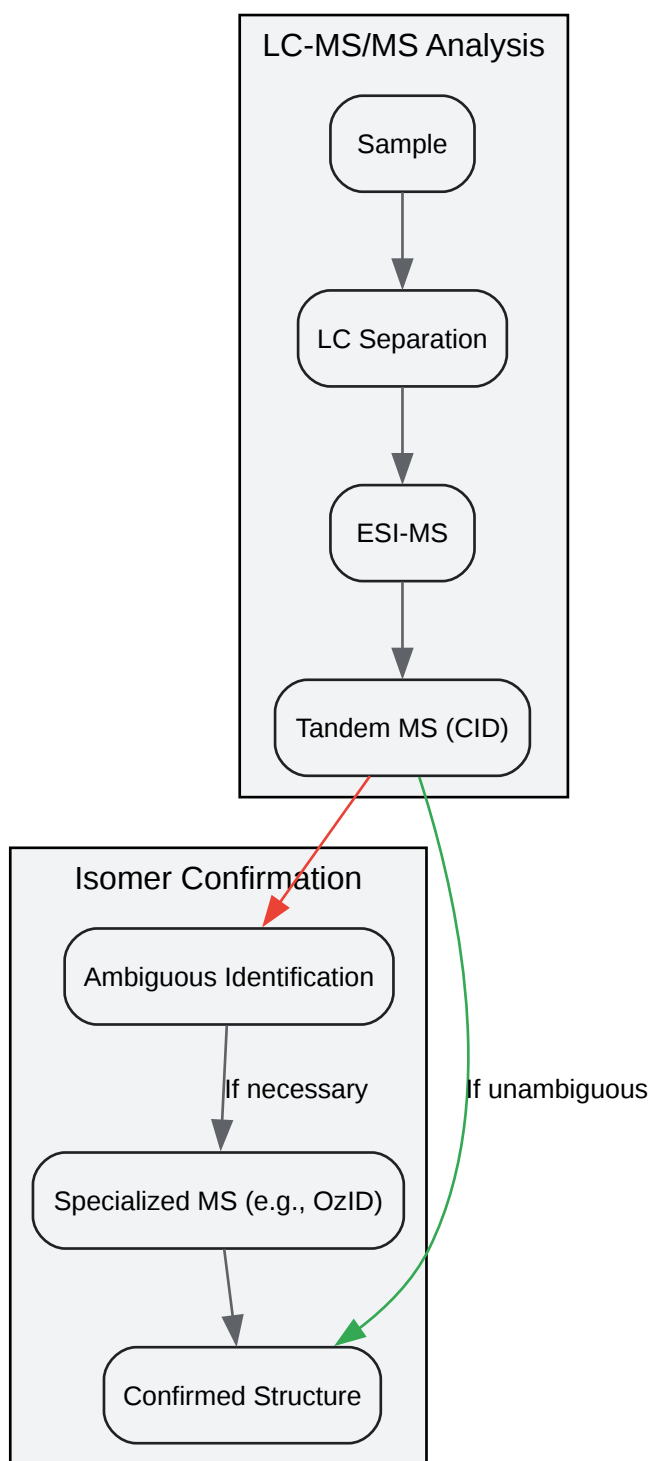 LC-MS/MS Analysis
Sample
LC Separation
ESI-MS
Tandem MS (CID)
Isomer Confirmation
Ambiguous Identification
If necessary
If unambiguous
Specialized MS (e.g., OzID)
Confirmed Structure